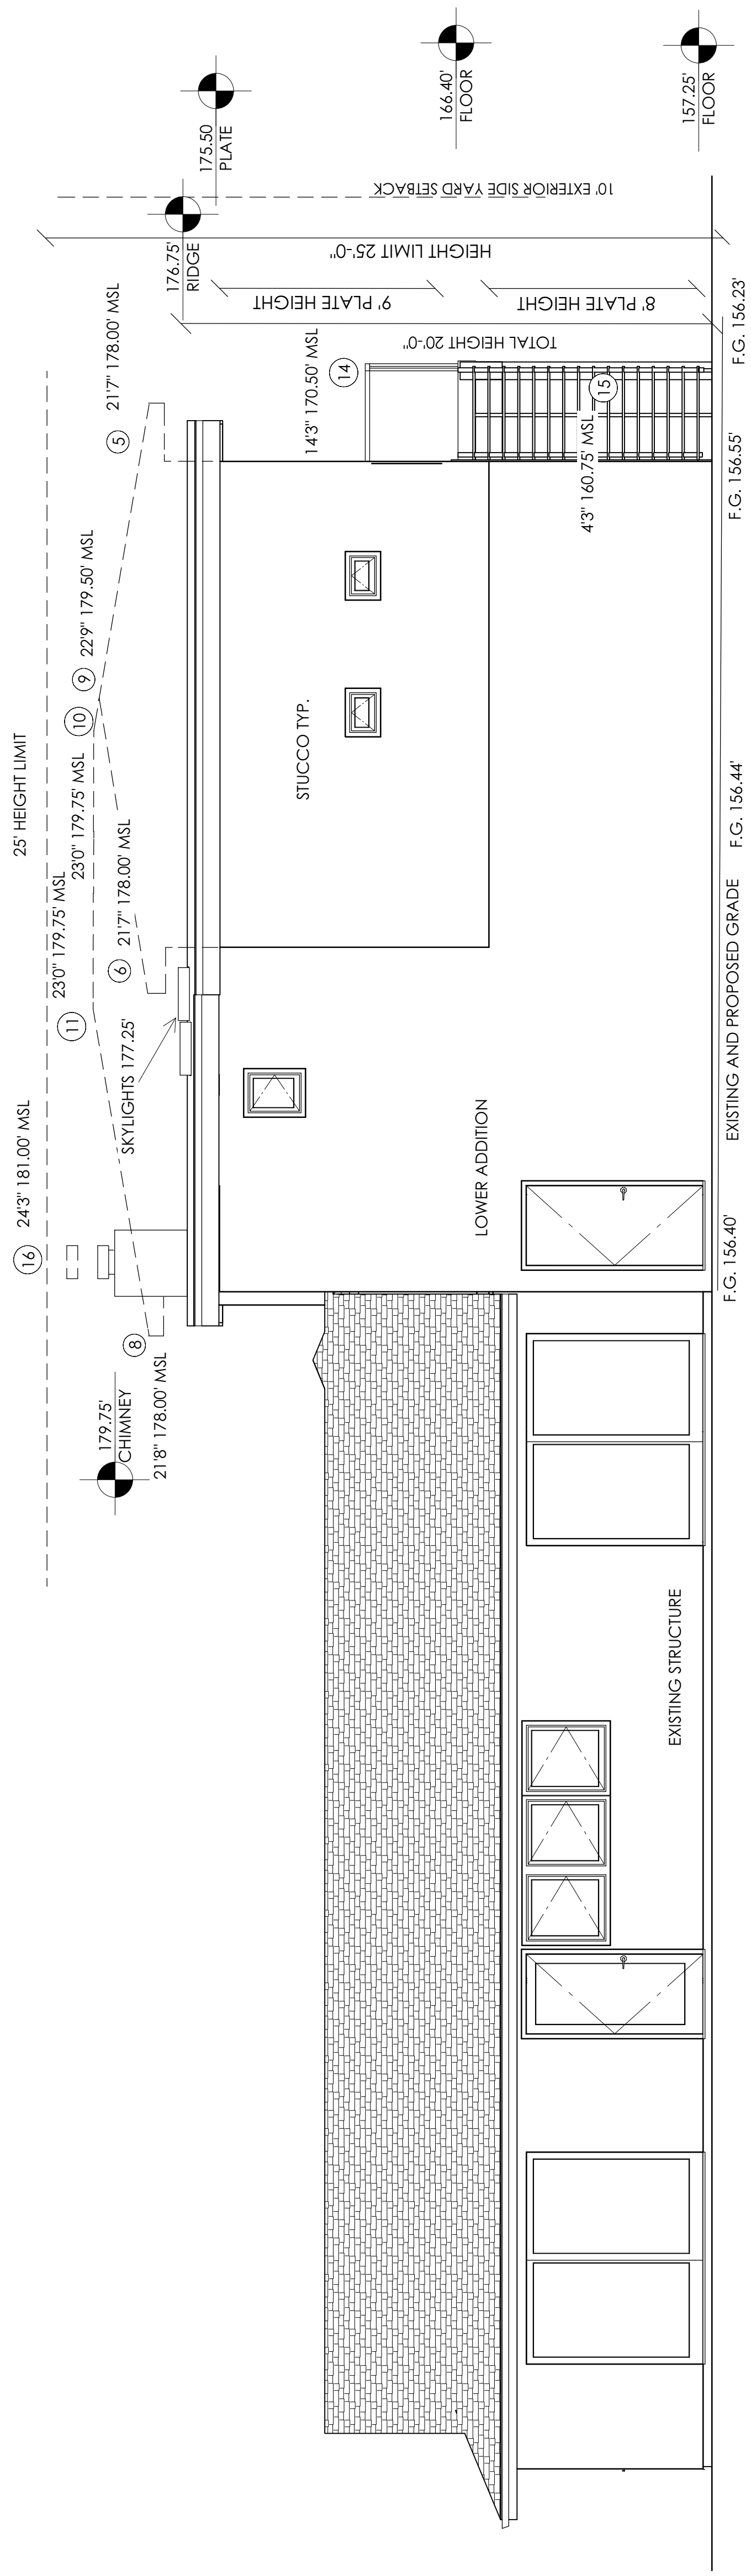 25' HEIGHT LIMIT
16
24'3" 181.00' MSL
11
23'0" 179.75' MSL
10
23'0" 179.75' MSL
9
22'9" 179.50' MSL
5
21'7" 178.00' MSL
6
21'7" 178.00' MSL
8
21'8" 178.00' MSL
179.75'
CHIMNEY
SKYLIGHTS 177.25'
176.75'
RIDGE
175.50
PLATE
166.40'
FLOOR
157.25'
FLOOR
10' EXTERIOR SIDE YARD SETBACK
HEIGHT LIMIT 25'-0"
9' PLATE HEIGHT
8' PLATE HEIGHT
TOTAL HEIGHT 20'-0"
14'3" 170.50' MSL
14
4'3" 160.75' MSL
15
STUCCO TYP.
LOWER ADDITION
EXISTING STRUCTURE
F.G. 156.40'
EXISTING AND PROPOSED GRADE
F.G. 156.44'
F.G. 156.55'
F.G. 156.23'